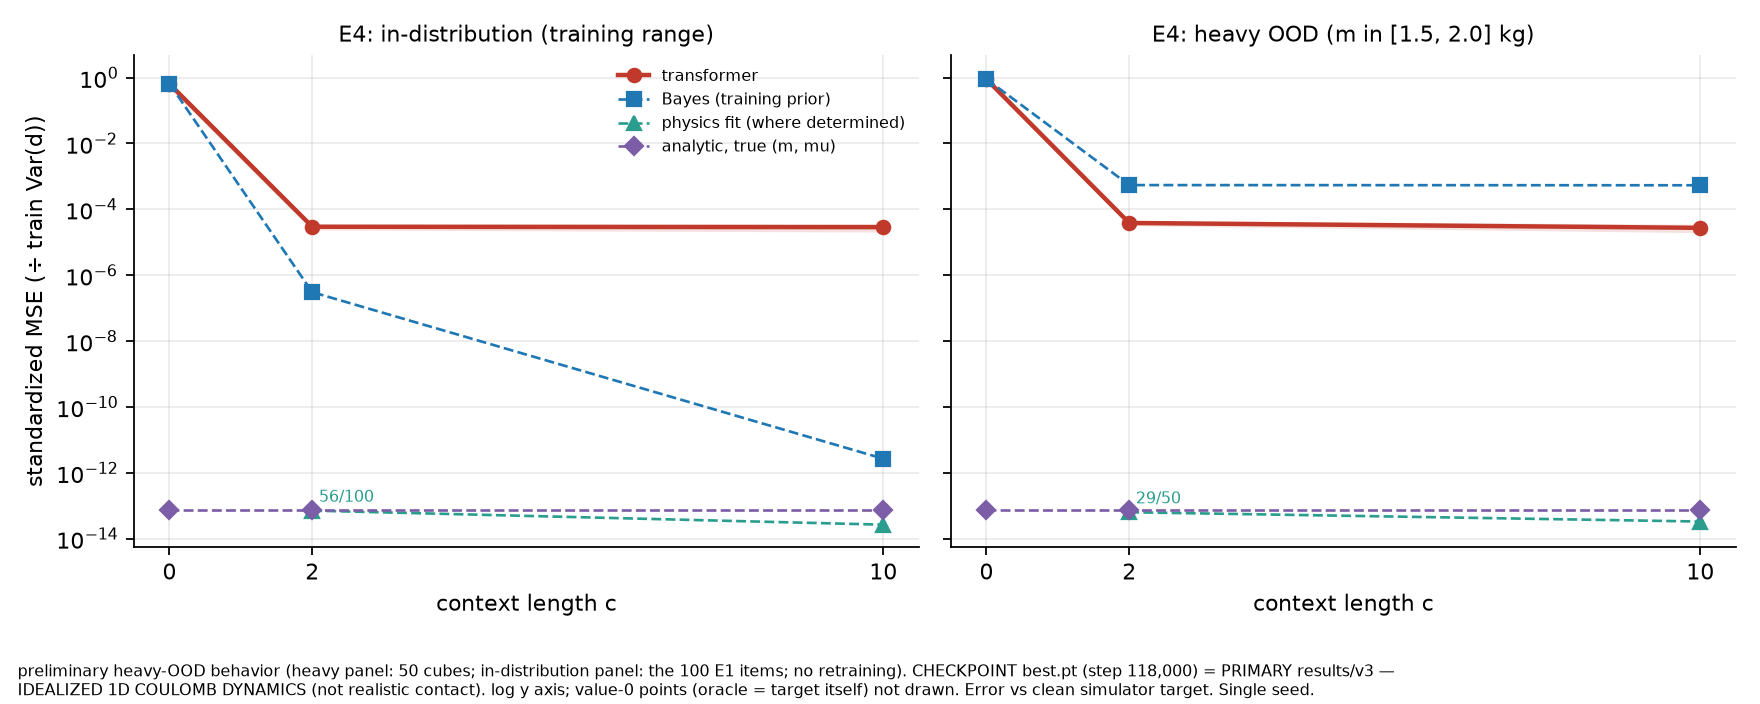 E4: in-distribution (training range)
E4: heavy OOD (m in [1.5, 2.0] kg)
standardized MSE (÷ train Var(d))
10⁰
10⁻²
10⁻⁴
10⁻⁶
10⁻⁸
10⁻¹⁰
10⁻¹²
10⁻¹⁴
transformer
Bayes (training prior)
physics fit (where determined)
analytic, true (m, mu)
56/100
29/50
0
2
10
0
2
10
context length c
context length c
preliminary heavy-OOD behavior (heavy panel: 50 cubes; in-distribution panel: the 100 E1 items; no retraining). CHECKPOINT best.pt (step 118,000) = PRIMARY results/v3 —
IDEALIZED 1D COULOMB DYNAMICS (not realistic contact). log y axis; value-0 points (oracle = target itself) not drawn. Error vs clean simulator target. Single seed.